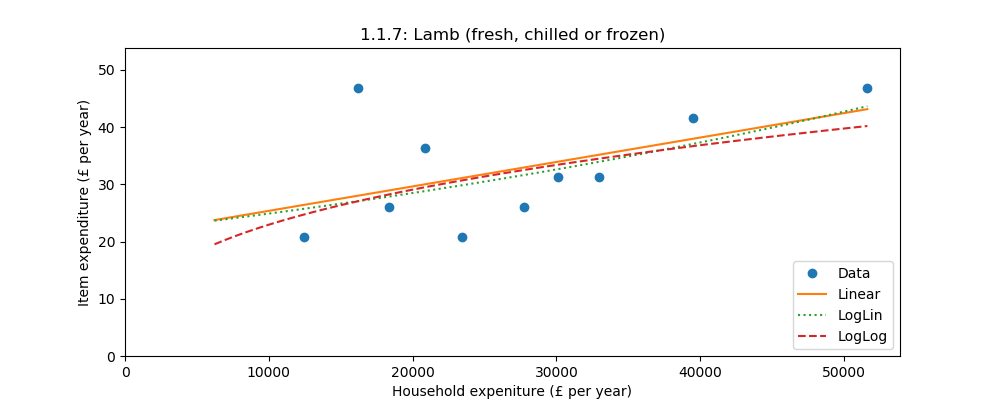 1.1.7: Lamb (fresh, chilled or frozen)
Item expenditure (£ per year)
50
40
30
20
10
0
0 10000 20000 30000 40000 50000
Household expeniture (£ per year)
Data
Linear
LogLin
LogLog